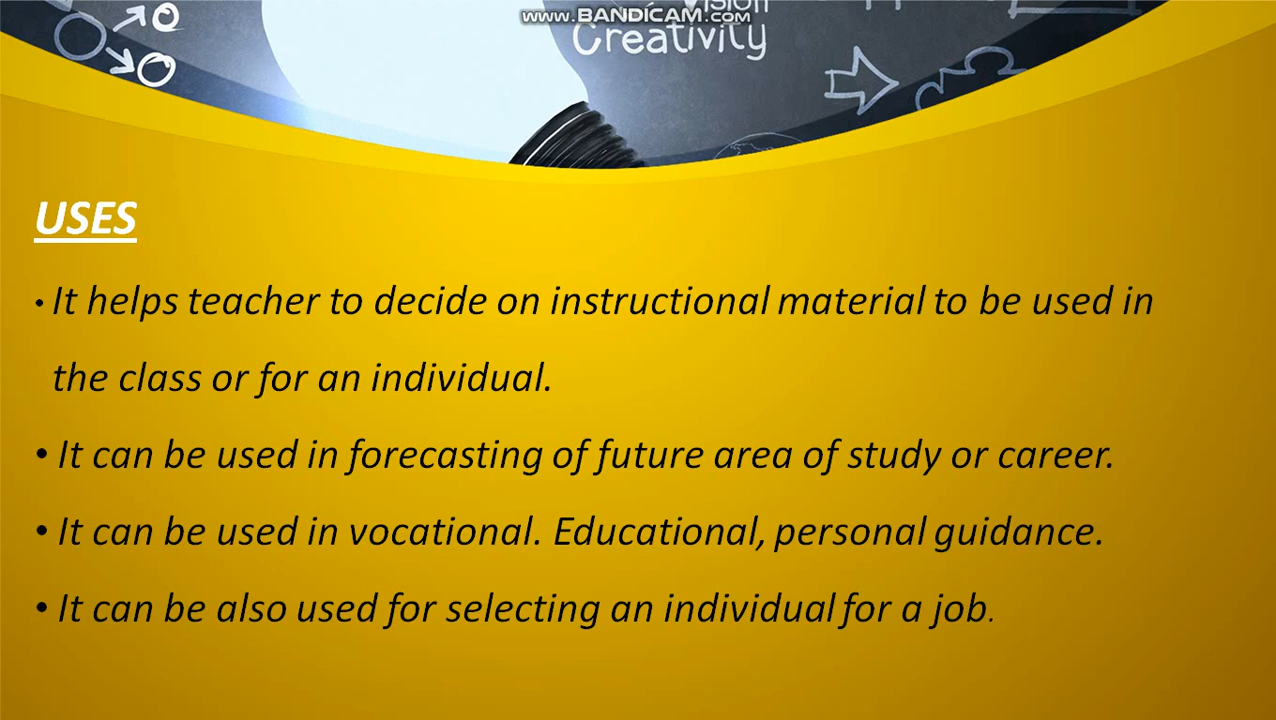 www.BANDICAM.com
Vision
Creativity
USES
• It helps teacher to decide on instructional material to be used in
the class or for an individual.
• It can be used in forecasting of future area of study or career.
• It can be used in vocational. Educational, personal guidance.
• It can be also used for selecting an individual for a job.